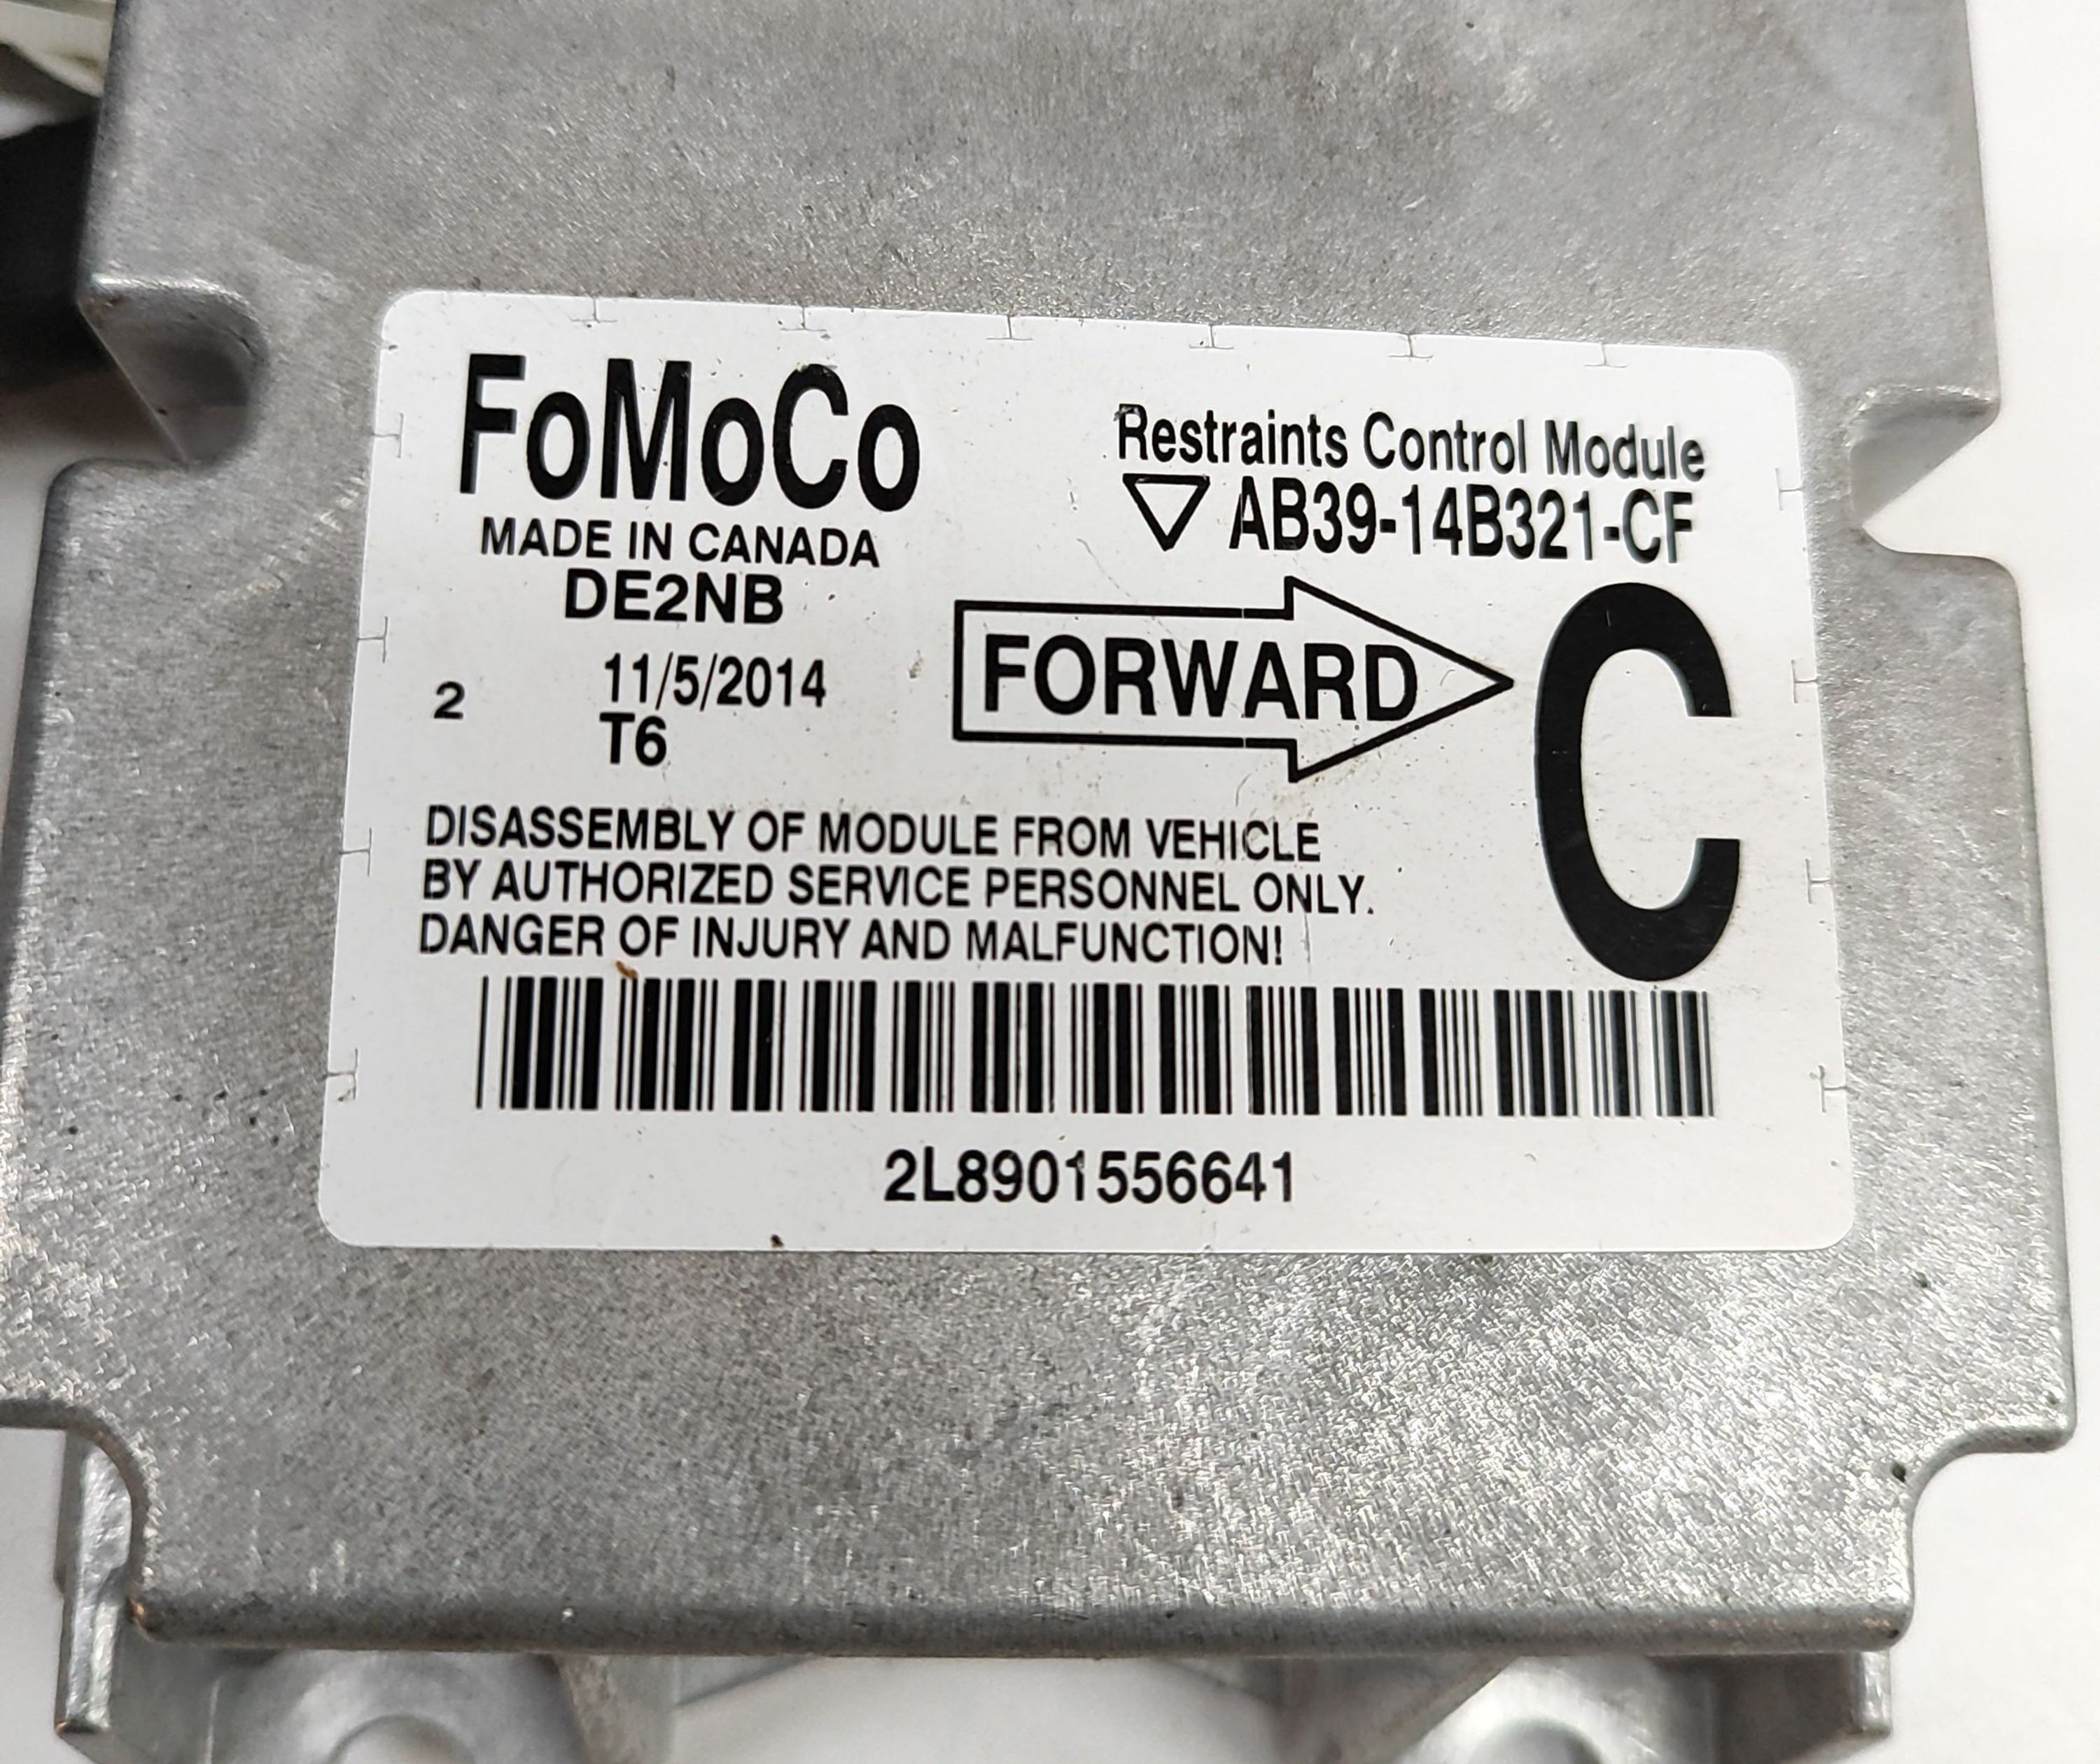 FoMoCo
MADE IN CANADA
DE2NB
2 11/5/2014
T6
Restraints Control Module
AB39-14B321-CF
FORWARD
C
DISASSEMBLY OF MODULE FROM VEHICLE
BY AUTHORIZED SERVICE PERSONNEL ONLY.
DANGER OF INJURY AND MALFUNCTION!
2L8901556641